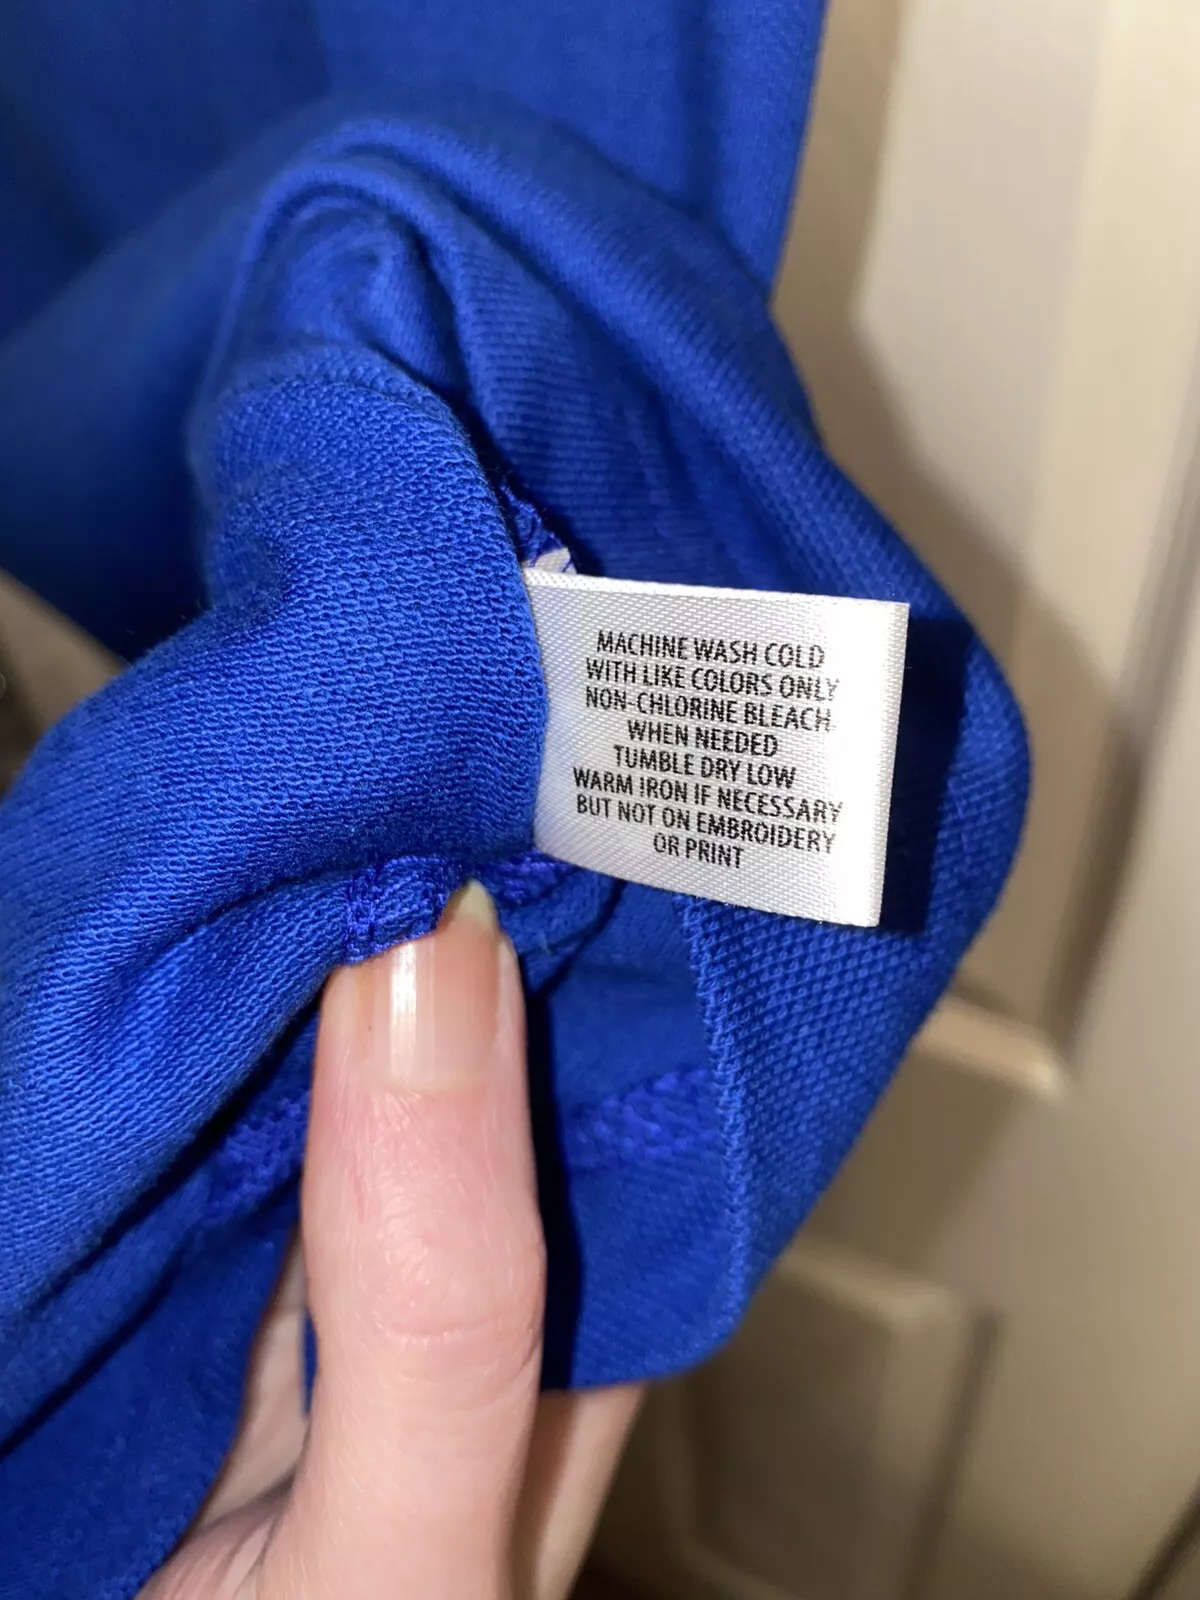 MACHINE WASH COLD
WITH LIKE COLORS ONLY
NON-CHLORINE BLEACH
WHEN NEEDED
TUMBLE DRY LOW
WARM IRON IF NECESSARY
BUT NOT ON EMBROIDERY
OR PRINT